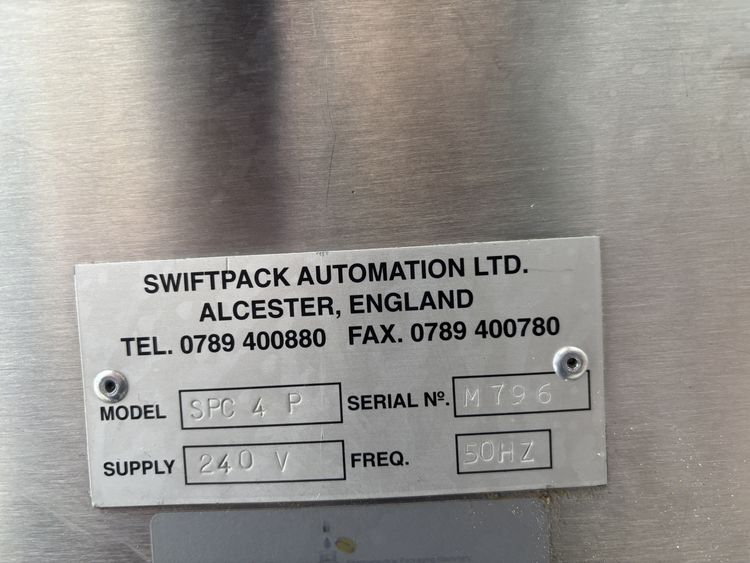 SWIFTPACK AUTOMATION LTD.
ALCESTER, ENGLAND
TEL. 0789 400880 FAX. 0789 400780
MODEL SPC 4 P SERIAL Nº. M796
SUPPLY 240 V FREQ. 50HZ